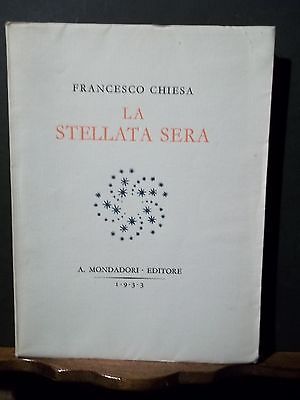 FRANCESCO CHIESA
LA
STELLATA SERA
A. MONDADORI · EDITORE
1·9·3·3